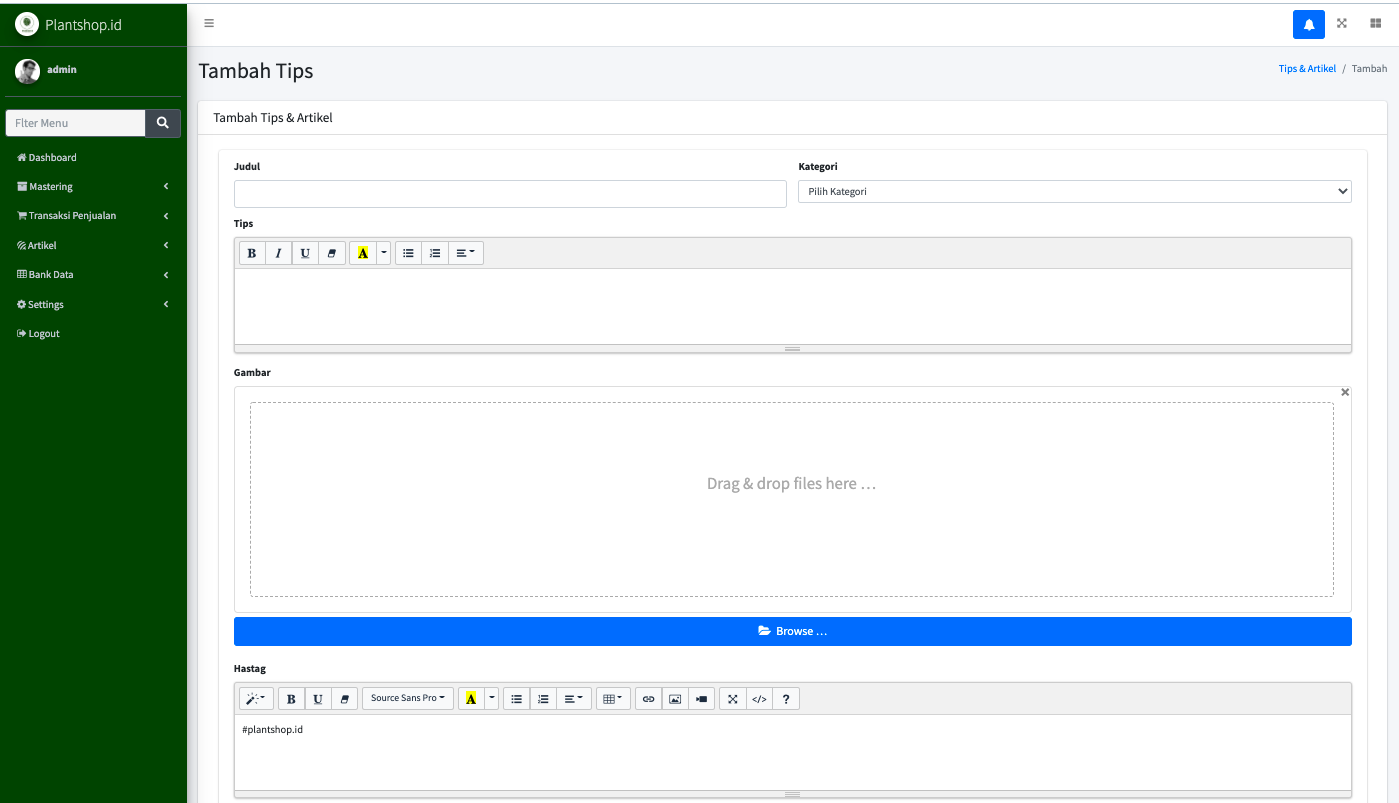 Plantshop.id
admin
Flter Menu
Dashboard
Mastering
Transaksi Penjualan
Artikel
Bank Data
Settings
Logout
Tambah Tips
Tips & Artikel / Tambah
Tambah Tips & Artikel
Judul
Kategori
Pilih Kategori
Tips
B I U A
Gambar
Drag & drop files here …
Browse …
Hastag
B U Source Sans Pro A </> ?
#plantshop.id